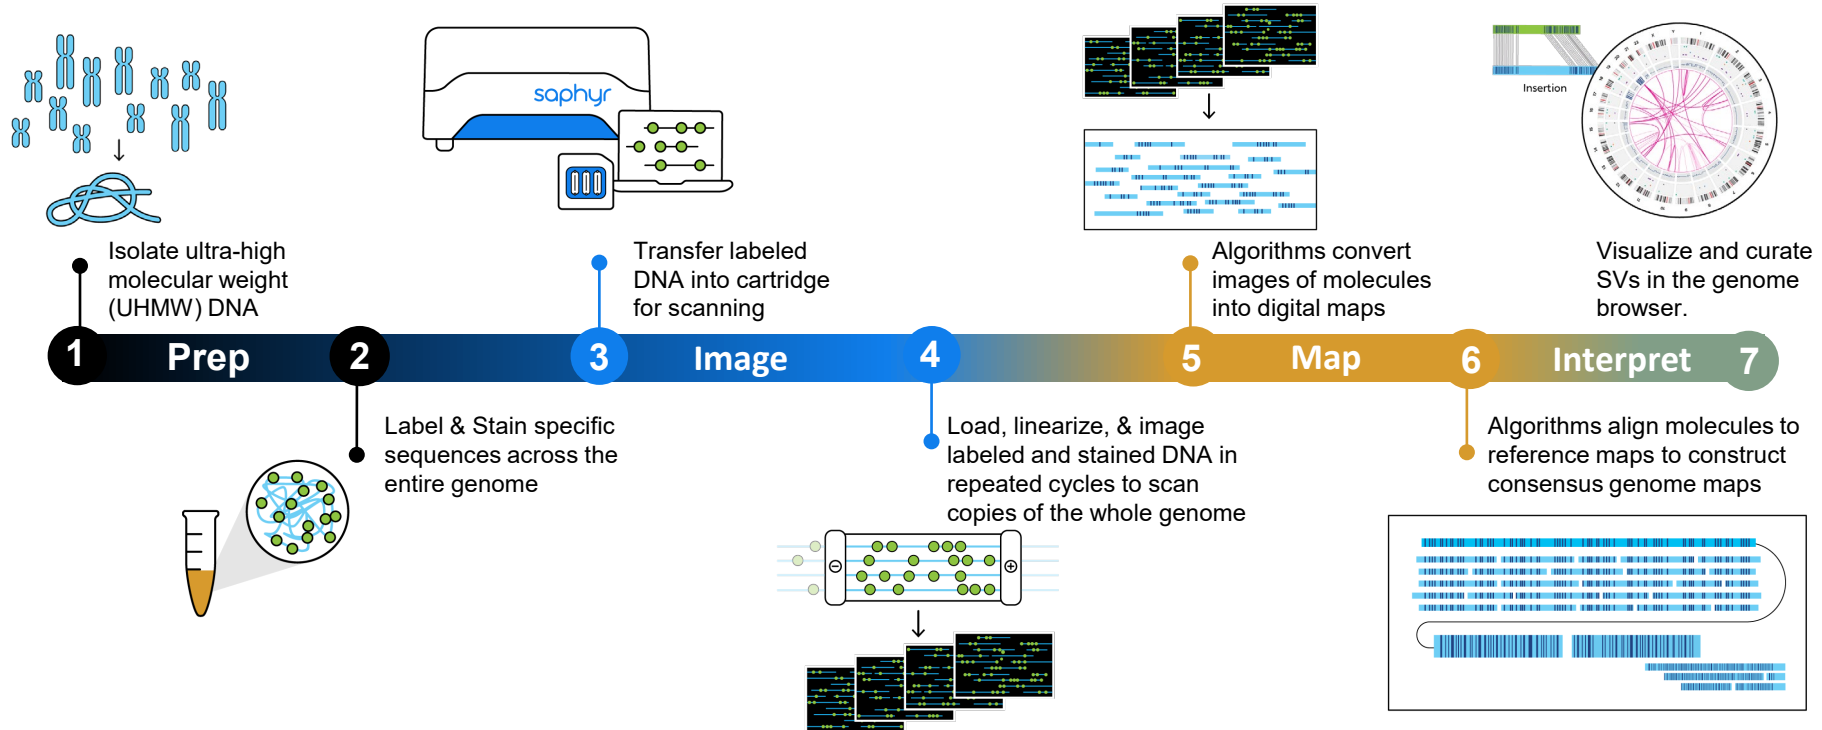 saphyr
Insertion
Isolate ultra-high
molecular weight
(UHMW) DNA
Transfer labeled
DNA into cartridge
for scanning
Algorithms convert
images of molecules
into digital maps
Visualize and curate
SVs in the genome
browser.
1 Prep 2 3 Image 4 5 Map 6 Interpret 7
Label & Stain specific
sequences across the
entire genome
Load, linearize, & image
labeled and stained DNA in
repeated cycles to scan
copies of the whole genome
Algorithms align molecules to
reference maps to construct
consensus genome maps